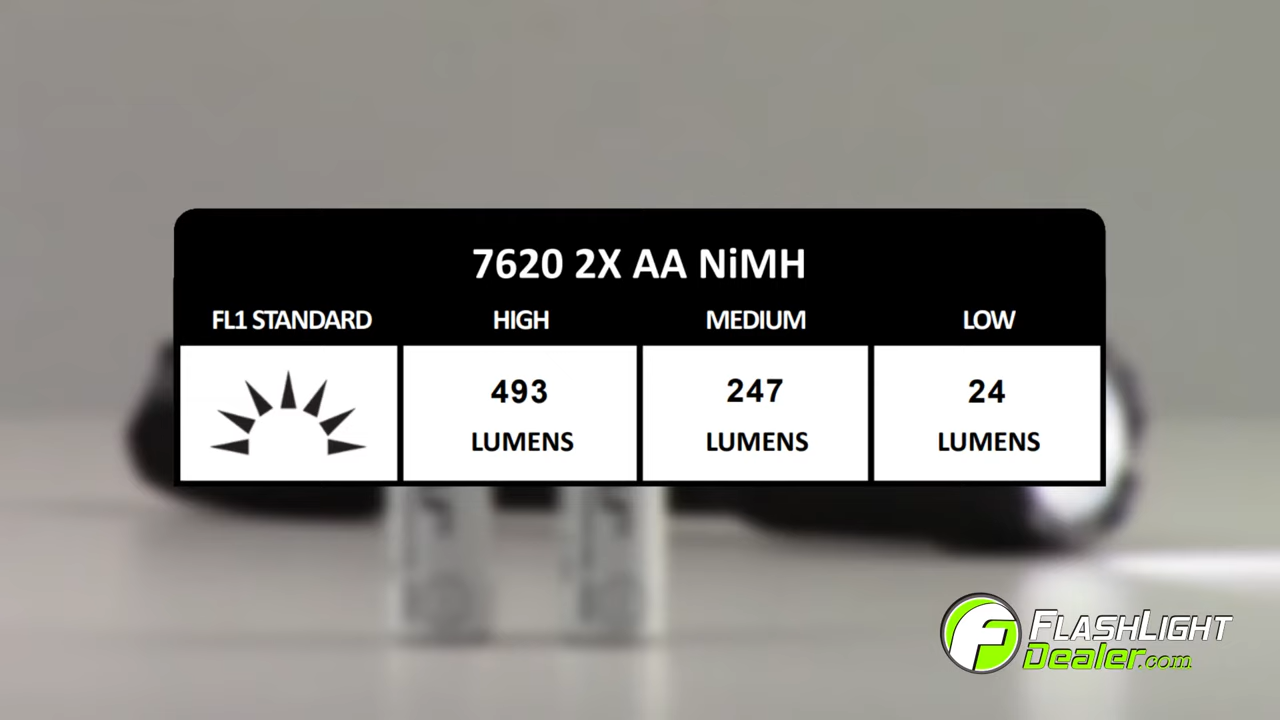 7620 2X AA NiMH
FL1 STANDARD HIGH MEDIUM LOW
493 247 24
LUMENS LUMENS LUMENS
FLASHLIGHT
Dealer.com